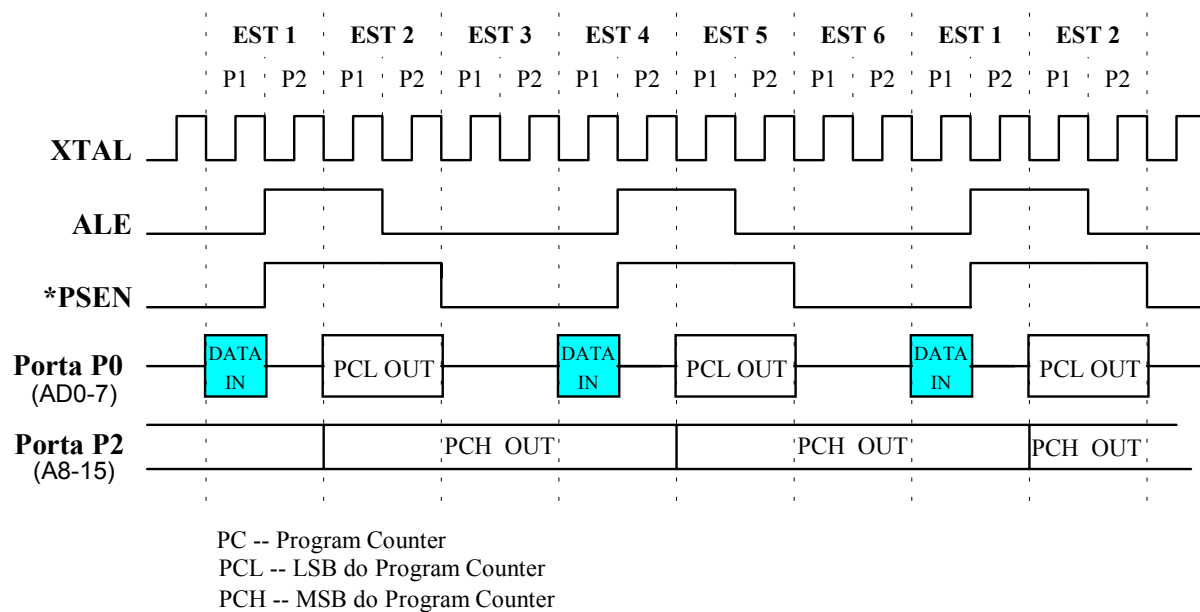 EST 1 EST 2 EST 3 EST 4 EST 5 EST 6 EST 1 EST 2
P1 P2 P1 P2 P1 P2 P1 P2 P1 P2 P1 P2 P1 P2 P1 P2
XTAL
ALE
*PSEN
Porta P0
(AD0-7)
DATA IN
PCL OUT
DATA IN
PCL OUT
DATA IN
PCL OUT
Porta P2
(A8-15)
PCH OUT
PCH OUT
PCH OUT
PC -- Program Counter
PCL -- LSB do Program Counter
PCH -- MSB do Program Counter